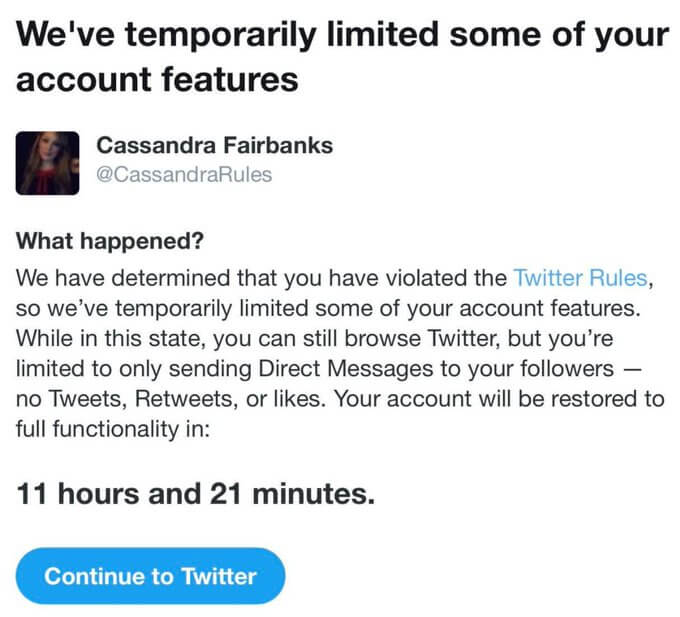 We've temporarily limited some of your
account features
Cassandra Fairbanks
@CassandraRules
What happened?
We have determined that you have violated the Twitter Rules,
so we’ve temporarily limited some of your account features.
While in this state, you can still browse Twitter, but you’re
limited to only sending Direct Messages to your followers —
no Tweets, Retweets, or likes. Your account will be restored to
full functionality in:
11 hours and 21 minutes.
Continue to Twitter